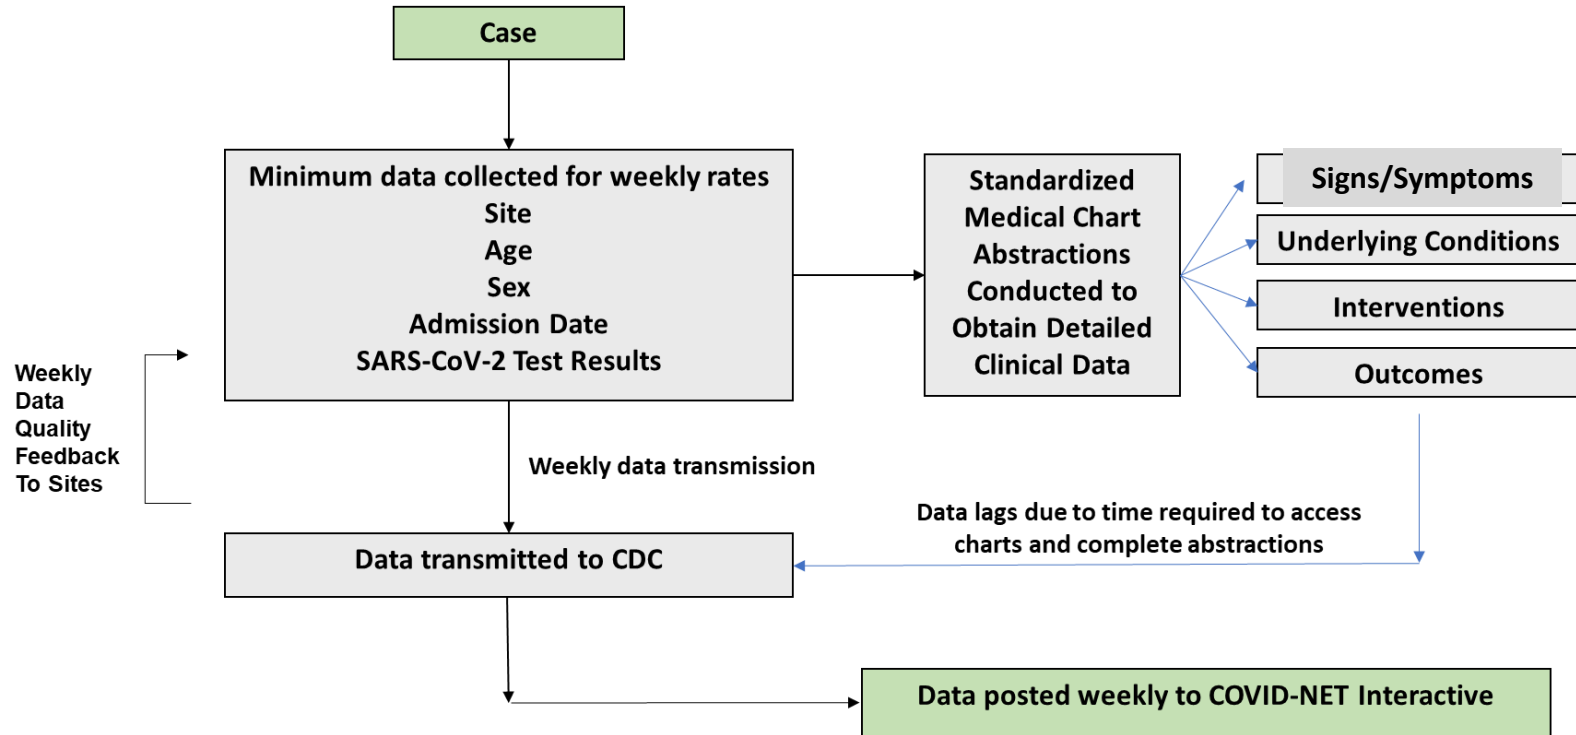 Case
Minimum data collected for weekly rates
Site
Age
Sex
Admission Date
SARS-CoV-2 Test Results
Standardized
Medical Chart
Abstractions
Conducted to
Obtain Detailed
Clinical Data
Signs/Symptoms
Underlying Conditions
Interventions
Outcomes
Weekly
Data
Quality
Feedback
To Sites
Weekly data transmission
Data lags due to time required to access
charts and complete abstractions
Data transmitted to CDC
Data posted weekly to COVID-NET Interactive